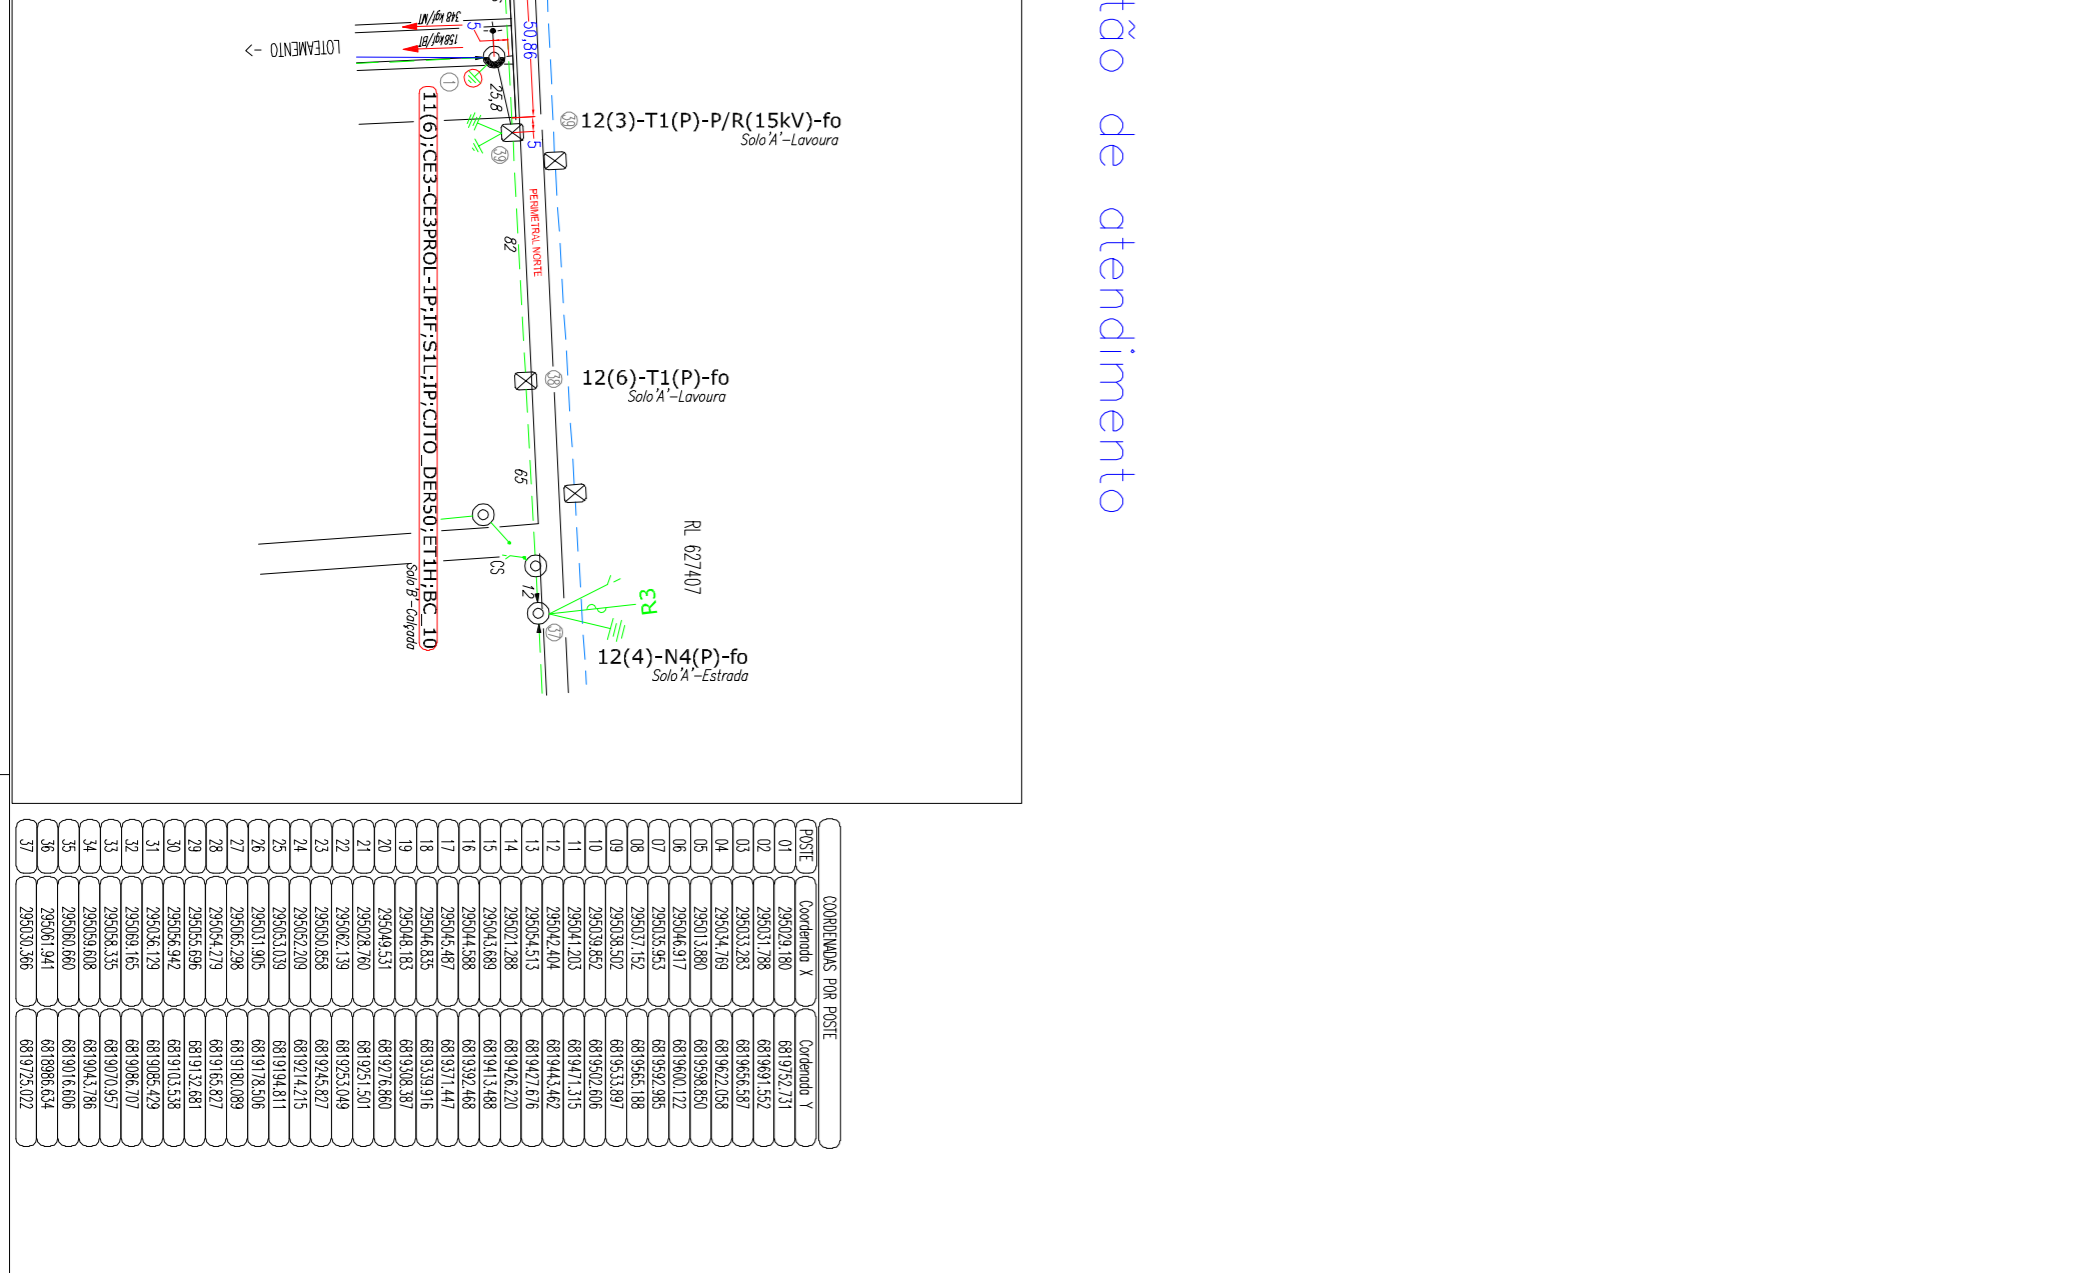 tão de atendimento
348 kgf/MT
158kgf/BT
LOTEAMENTO ->
5
50,86
1
25,8
39
12(3)-T1(P)-P/R(15kV)-fo
Solo'A'-Lavoura
5
39
PERIMETRAL NORTE
82
11(6);CE3-CE3PROL-1P;IF;S1L;IP;CJTO_DER50;ET1H;BC_10
Solo'B'-Calçada
38
12(6)-T1(P)-fo
Solo'A'-Lavoura
65
RL 627407
CS
12
R3
37
12(4)-N4(P)-fo
Solo'A'-Estrada
COORDENADAS POR POSTE
POSTE Coordenada X Cordenada Y
01 295029.180 6819752.731
02 295031.788 6819691.552
03 295033.283 6819656.587
04 295034.769 6819622.058
05 295013.880 6819598.850
06 295046.917 6819600.122
07 295035.953 6819592.985
08 295037.152 6819565.188
09 295038.502 6819533.897
10 295039.852 6819502.606
11 295041.203 6819471.315
12 295042.404 6819443.462
13 295054.513 6819427.676
14 295021.288 6819426.220
15 295043.689 6819413.488
16 295044.588 6819392.468
17 295045.487 6819371.447
18 295046.835 6819339.916
19 295048.183 6819308.387
20 295049.531 6819276.860
21 295028.760 6819251.501
22 295062.139 6819253.049
23 295050.858 6819245.827
24 295052.209 6819214.215
25 295053.039 6819194.811
26 295031.905 6819178.506
27 295065.298 6819180.089
28 295054.279 6819165.827
29 295055.696 6819132.681
30 295056.942 6819103.538
31 295036.129 6819085.429
32 295069.165 6819086.707
33 295058.335 6819070.957
34 295059.608 6819043.786
35 295060.660 6819016.606
36 295061.941 6818986.634
37 295030.366 6819725.022